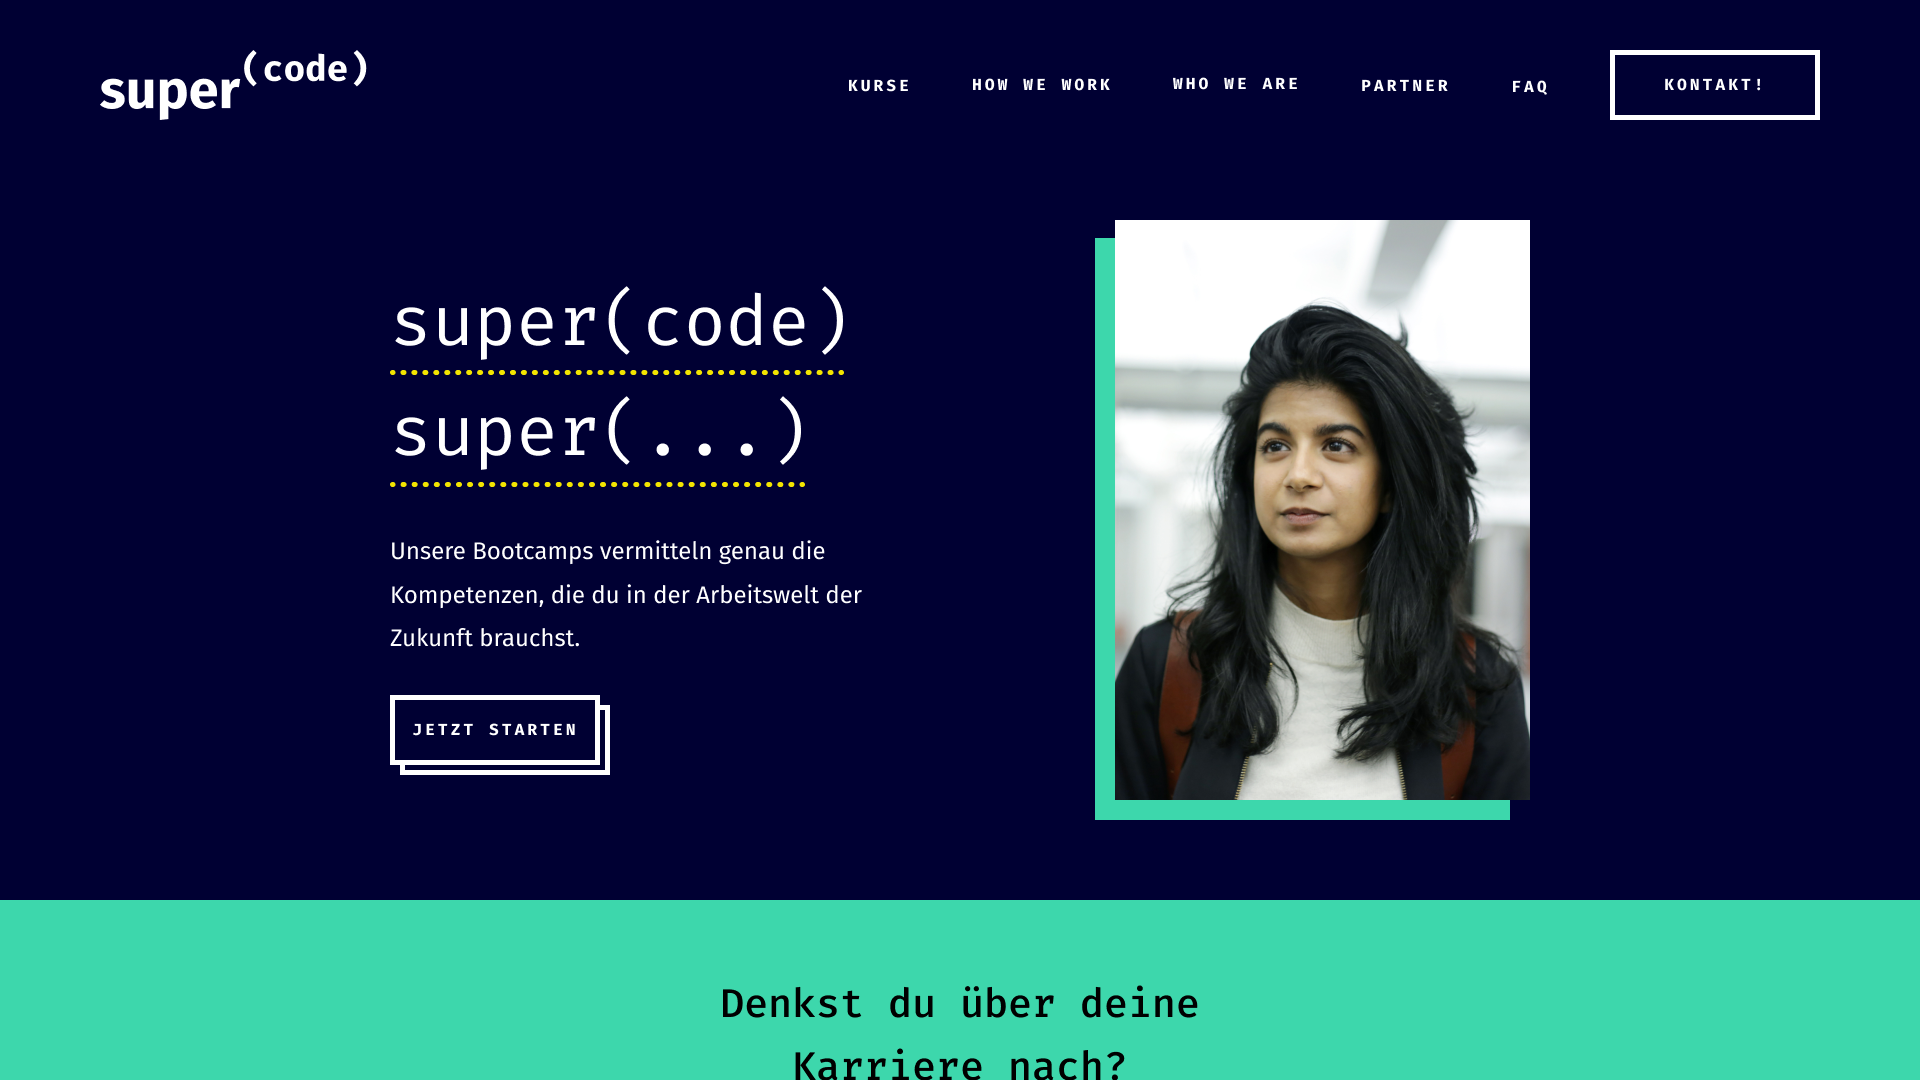 super(code)
KURSE
HOW WE WORK
WHO WE ARE
PARTNER
FAQ
KONTAKT!
super(code)
super(...)
Unsere Bootcamps vermitteln genau die
Kompetenzen, die du in der Arbeitswelt der
Zukunft brauchst.
JETZT STARTEN
Denkst du über deine
Karriere nach?